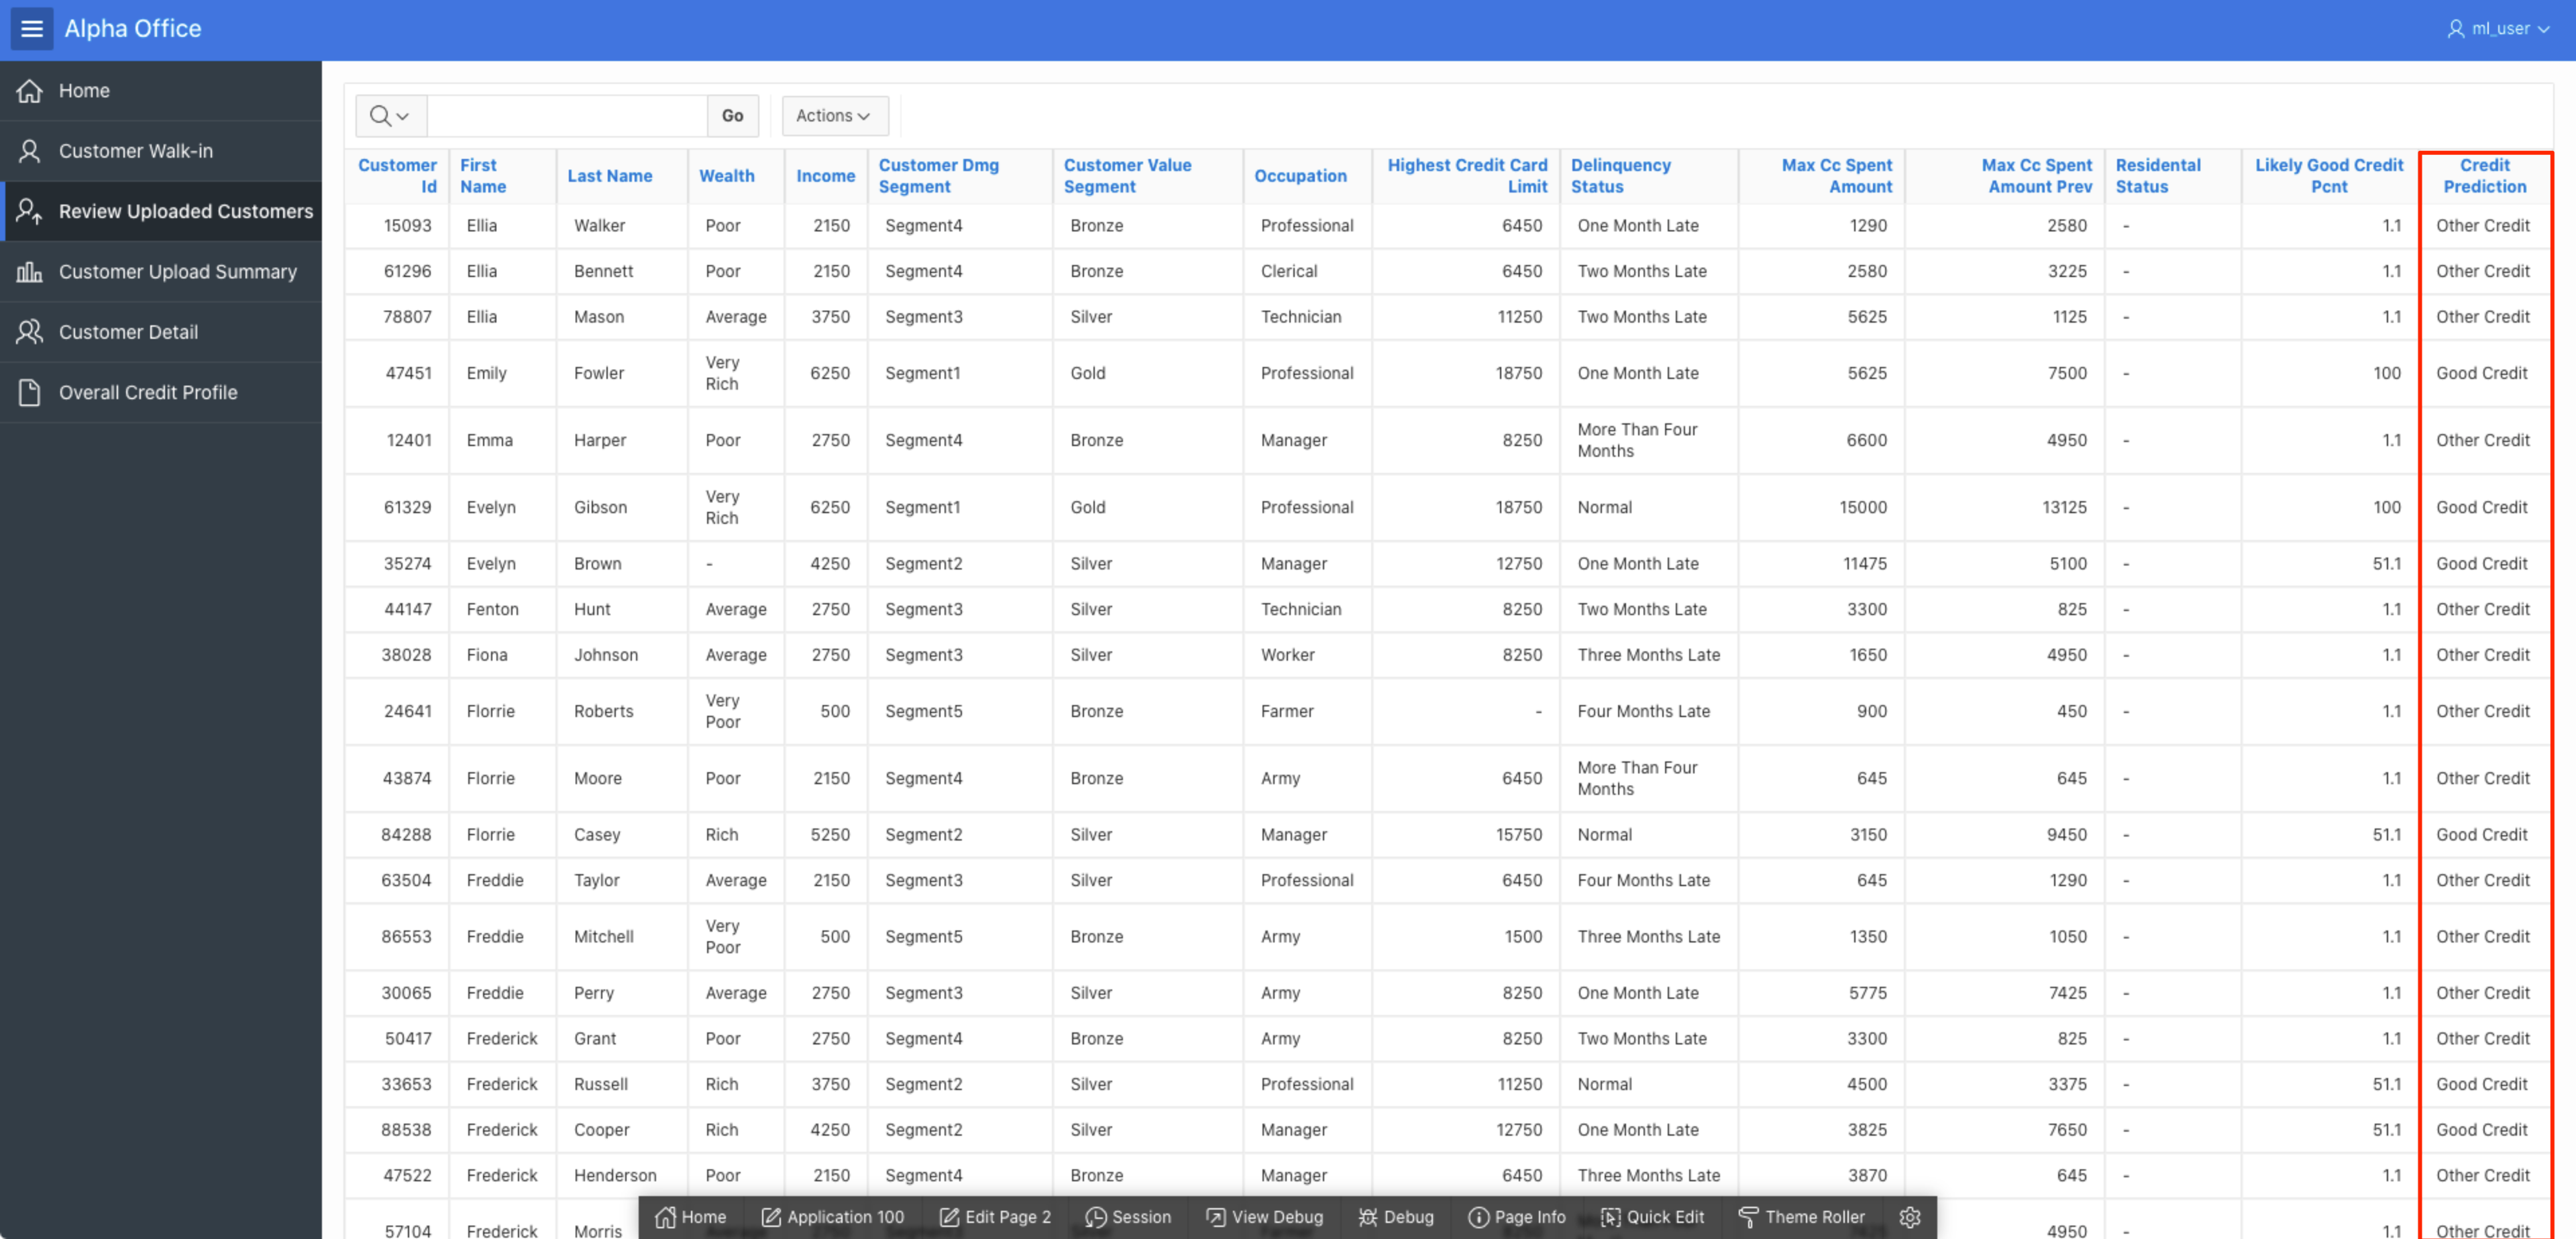 Alpha Office
ml_user
Home
Customer Walk-in
Review Uploaded Customers
Customer Upload Summary
Customer Detail
Overall Credit Profile
Go
Actions
Customer Id First Name Last Name Wealth Income Customer Dmg Segment Customer Value Segment Occupation Highest Credit Card Limit Delinquency Status Max Cc Spent Amount Max Cc Spent Amount Prev Residental Status Likely Good Credit Pcnt Credit Prediction
15093 Ellia Walker Poor 2150 Segment4 Bronze Professional 6450 One Month Late 1290 2580 - 1.1 Other Credit
61296 Ellia Bennett Poor 2150 Segment4 Bronze Clerical 6450 Two Months Late 2580 3225 - 1.1 Other Credit
78807 Ellia Mason Average 3750 Segment3 Silver Technician 11250 Two Months Late 5625 1125 - 1.1 Other Credit
47451 Emily Fowler Very Rich 6250 Segment1 Gold Professional 18750 One Month Late 5625 7500 - 100 Good Credit
12401 Emma Harper Poor 2750 Segment4 Bronze Manager 8250 More Than Four Months 6600 4950 - 1.1 Other Credit
61329 Evelyn Gibson Very Rich 6250 Segment1 Gold Professional 18750 Normal 15000 13125 - 100 Good Credit
35274 Evelyn Brown - 4250 Segment2 Silver Manager 12750 One Month Late 11475 5100 - 51.1 Good Credit
44147 Fenton Hunt Average 2750 Segment3 Silver Technician 8250 Two Months Late 3300 825 - 1.1 Other Credit
38028 Fiona Johnson Average 2750 Segment3 Silver Worker 8250 Three Months Late 1650 4950 - 1.1 Other Credit
24641 Florrie Roberts Very Poor 500 Segment5 Bronze Farmer - Four Months Late 900 450 - 1.1 Other Credit
43874 Florrie Moore Poor 2150 Segment4 Bronze Army 6450 More Than Four Months 645 645 - 1.1 Other Credit
84288 Florrie Casey Rich 5250 Segment2 Silver Manager 15750 Normal 3150 9450 - 51.1 Good Credit
63504 Freddie Taylor Average 2150 Segment3 Silver Professional 6450 Four Months Late 645 1290 - 1.1 Other Credit
86553 Freddie Mitchell Very Poor 500 Segment5 Bronze Army 1500 Three Months Late 1350 1050 - 1.1 Other Credit
30065 Freddie Perry Average 2750 Segment3 Silver Army 8250 One Month Late 5775 7425 - 1.1 Other Credit
50417 Frederick Grant Poor 2750 Segment4 Bronze Army 8250 Two Months Late 3300 825 - 1.1 Other Credit
33653 Frederick Russell Rich 3750 Segment2 Silver Professional 11250 Normal 4500 3375 - 51.1 Good Credit
88538 Frederick Cooper Rich 4250 Segment2 Silver Manager 12750 One Month Late 3825 7650 - 51.1 Good Credit
47522 Frederick Henderson Poor 2150 Segment4 Bronze Manager 6450 Three Months Late 3870 645 - 1.1 Other Credit
57104 Frederick Morris 4950 - 1.1 Other Credit
Home Application 100 Edit Page 2 Session View Debug Debug Page Info Quick Edit Theme Roller